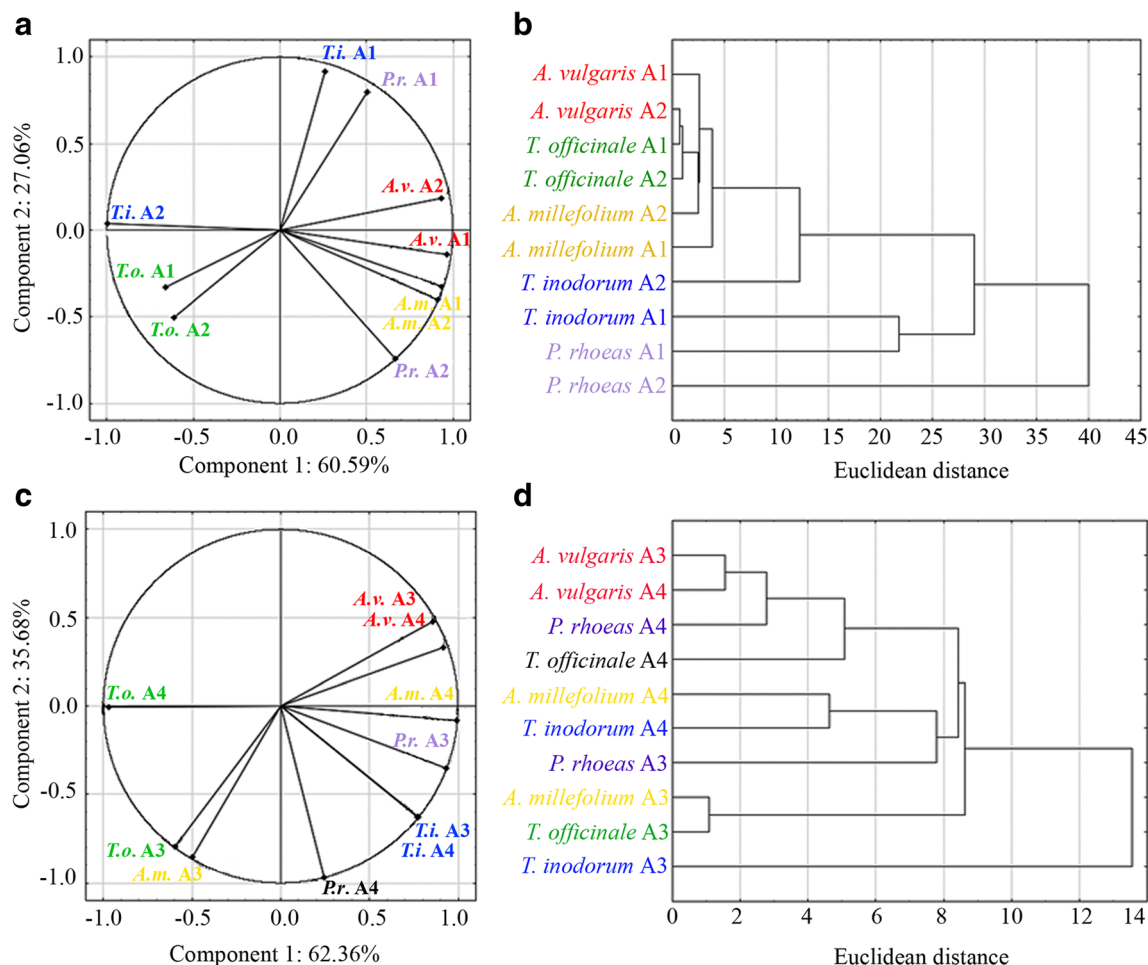 a
1.0
0.5
0.0
-0.5
-1.0
Component 2: 27.06%
T.i. A1
P.r. A1
A.v. A2
T.i. A2
A.v. A1
T.o. A1
A.m. A1
T.o. A2
A.m. A2
P.r. A2
-1.0 -0.5 0.0 0.5 1.0
Component 1: 60.59%
b
A. vulgaris A1
A. vulgaris A2
T. officinale A1
T. officinale A2
A. millefolium A2
A. millefolium A1
T. inodorum A2
T. inodorum A1
P. rhoeas A1
P. rhoeas A2
0 5 10 15 20 25 30 35 40 45
Euclidean distance
c
1.0
0.5
0.0
-0.5
-1.0
Component 2: 35.68%
A.v. A3
A.v. A4
T.o. A4
A.m. A4
P.r. A3
T.i. A3
T.i. A4
T.o. A3
A.m. A3
P.r. A4
-1.0 -0.5 0.0 0.5 1.0
Component 1: 62.36%
d
A. vulgaris A3
A. vulgaris A4
P. rhoeas A4
T. officinale A4
A. millefolium A4
T. inodorum A4
P. rhoeas A3
A. millefolium A3
T. officinale A3
T. inodorum A3
0 2 4 6 8 10 12 14
Euclidean distance